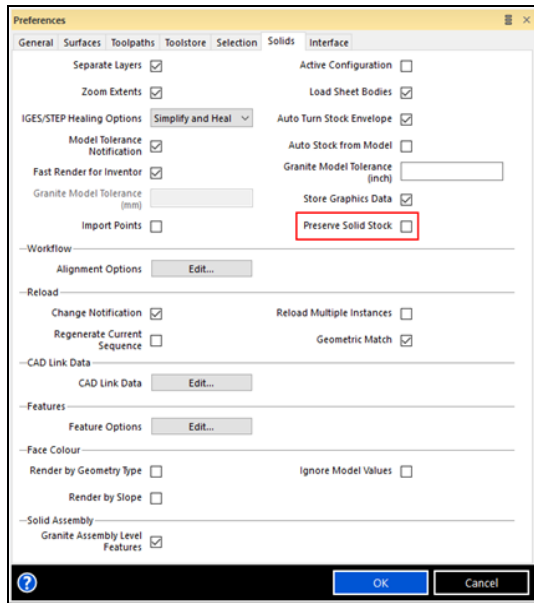 Preferences
General Surfaces Toolpaths Toolstore Selection Solids Interface
Separate Layers Active Configuration
Zoom Extents Load Sheet Bodies
IGES/STEP Healing Options Simplify and Heal Auto Turn Stock Envelope
Model Tolerance
Notification Auto Stock from Model
Fast Render for Inventor Granite Model Tolerance
(inch)
Granite Model Tolerance
(mm) Store Graphics Data
Import Points Preserve Solid Stock
Workflow
Alignment Options Edit...
Reload
Change Notification Reload Multiple Instances
Regenerate Current
Sequence Geometric Match
CAD Link Data
CAD Link Data Edit...
Features
Feature Options Edit...
Face Colour
Render by Geometry Type Ignore Model Values
Render by Slope
Solid Assembly
Granite Assembly Level
Features
? OK Cancel